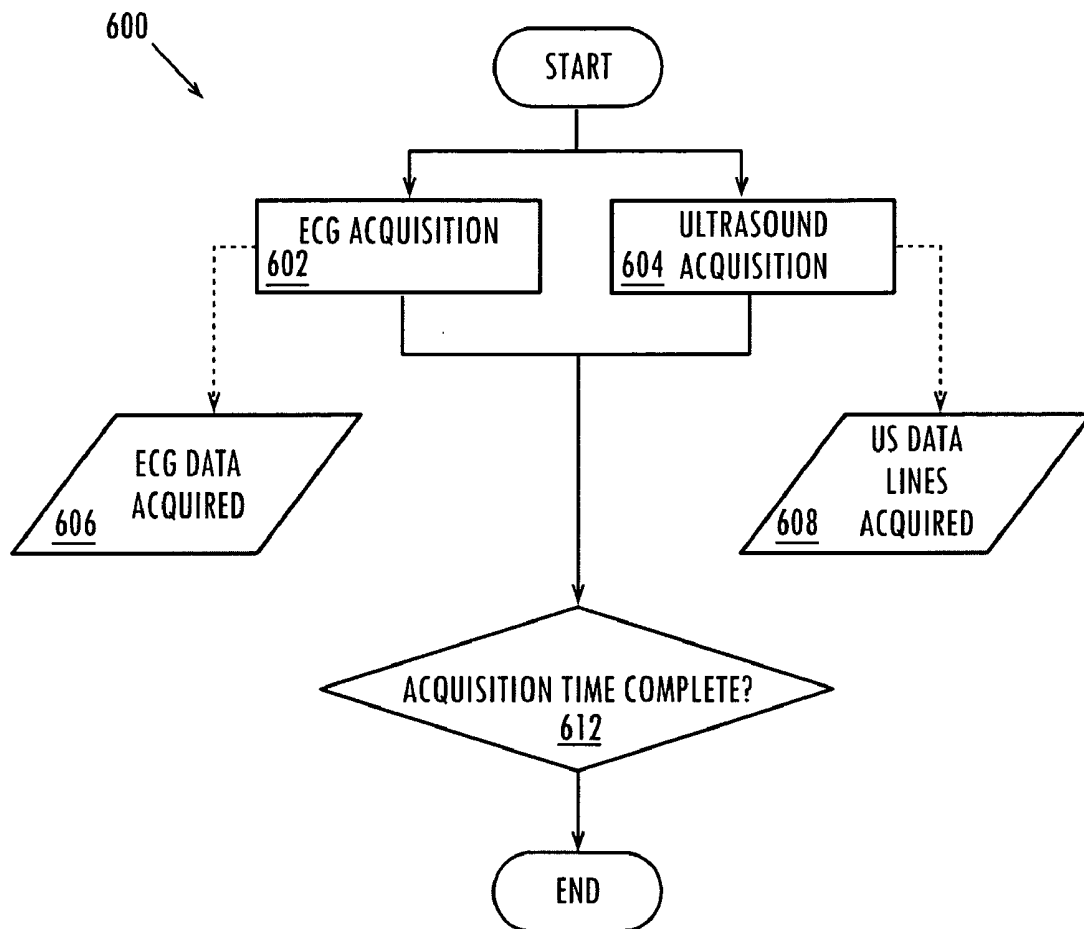 600
START
ECG ACQUISITION
602
ULTRASOUND
604 ACQUISITION
ECG DATA
ACQUIRED
606
US DATA
LINES
608 ACQUIRED
ACQUISITION TIME COMPLETE?
612
END